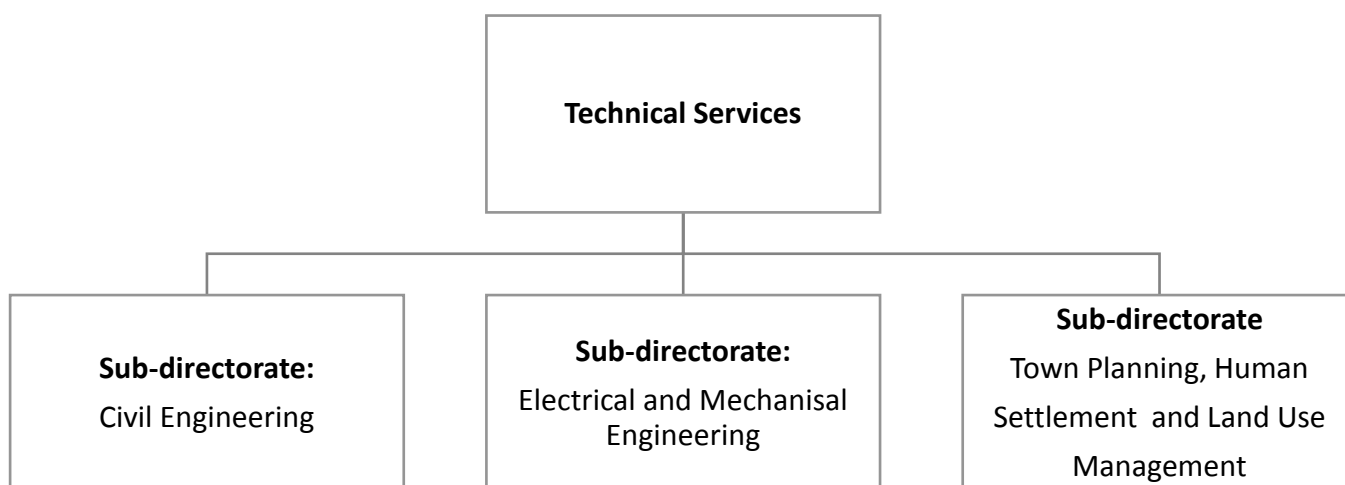 Technical Services
Sub-directorate:
Civil Engineering
Sub-directorate:
Electrical and Mechanisal
Engineering
Sub-directorate
Town Planning, Human
Settlement and Land Use
Management